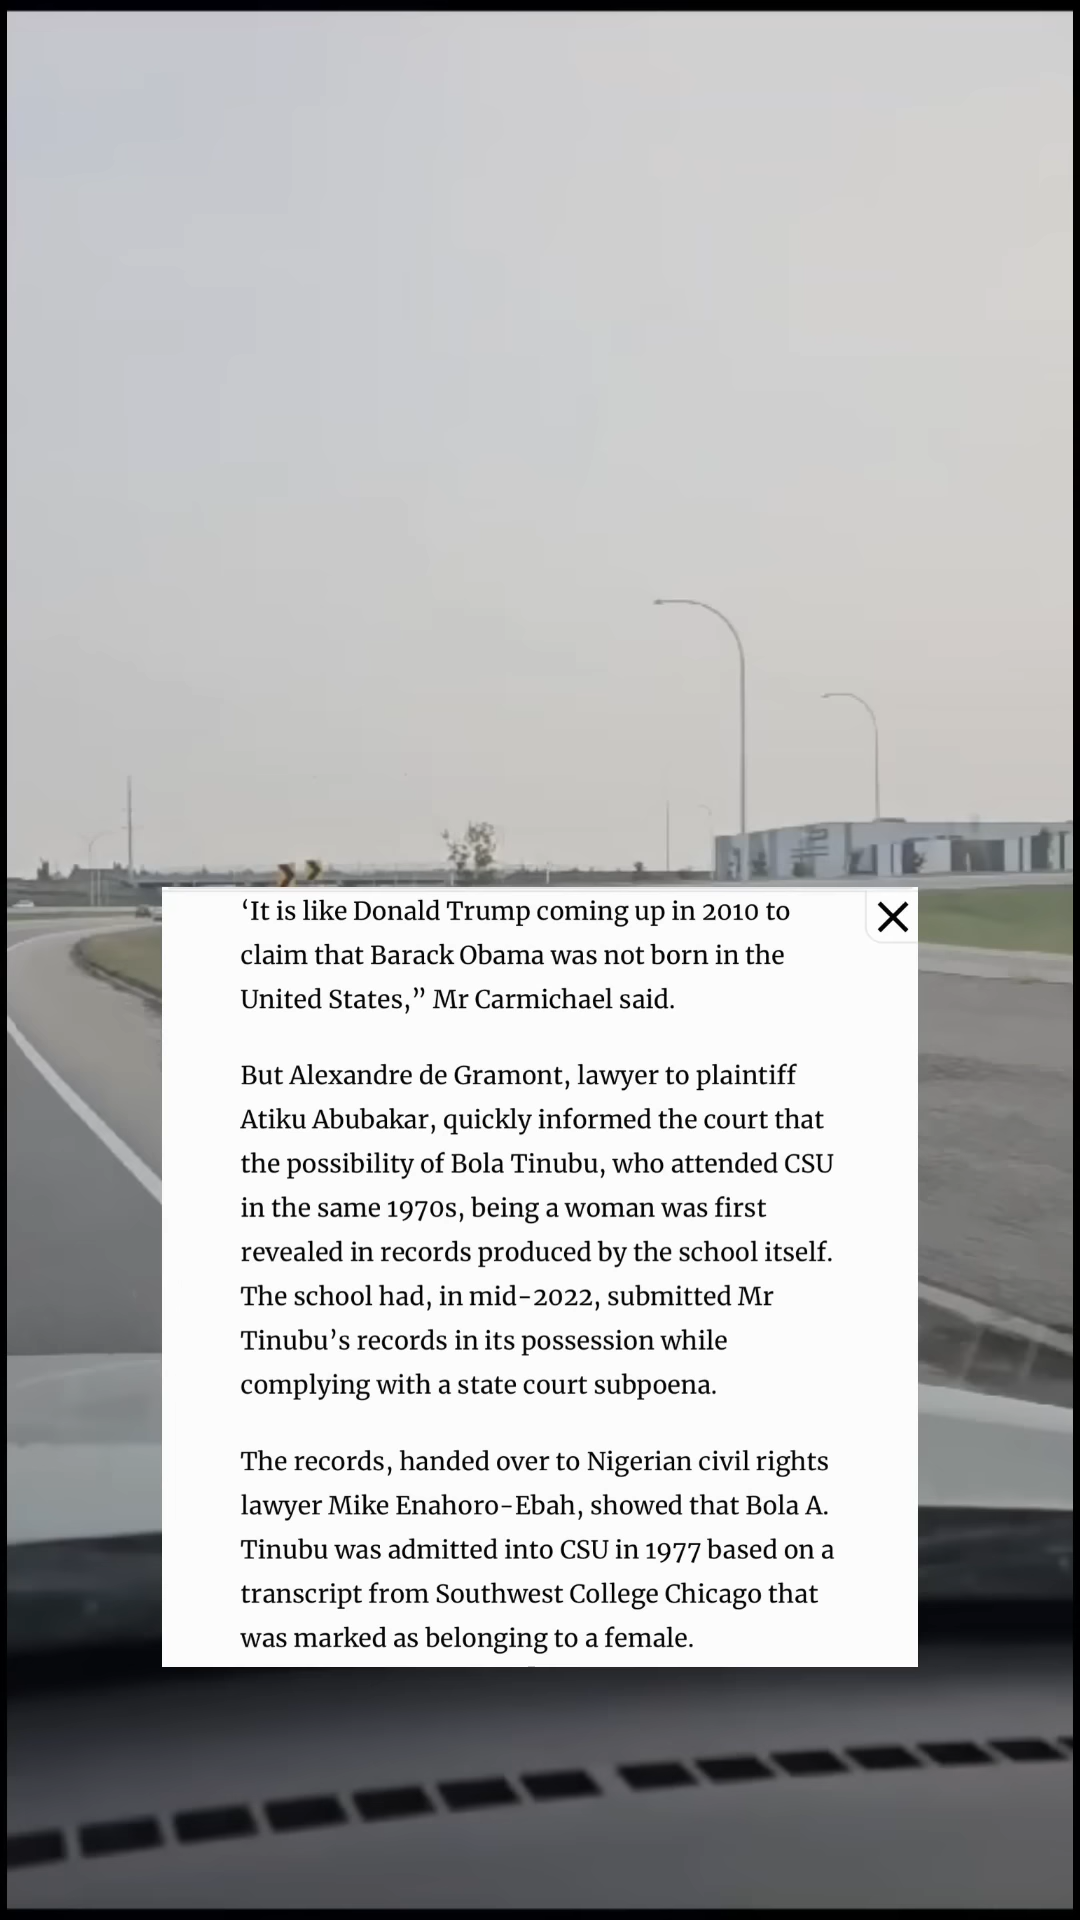 ‘It is like Donald Trump coming up in 2010 to
claim that Barack Obama was not born in the
United States,” Mr Carmichael said.
But Alexandre de Gramont, lawyer to plaintiff
Atiku Abubakar, quickly informed the court that
the possibility of Bola Tinubu, who attended CSU
in the same 1970s, being a woman was first
revealed in records produced by the school itself.
The school had, in mid-2022, submitted Mr
Tinubu’s records in its possession while
complying with a state court subpoena.
The records, handed over to Nigerian civil rights
lawyer Mike Enahoro-Ebah, showed that Bola A.
Tinubu was admitted into CSU in 1977 based on a
transcript from Southwest College Chicago that
was marked as belonging to a female.